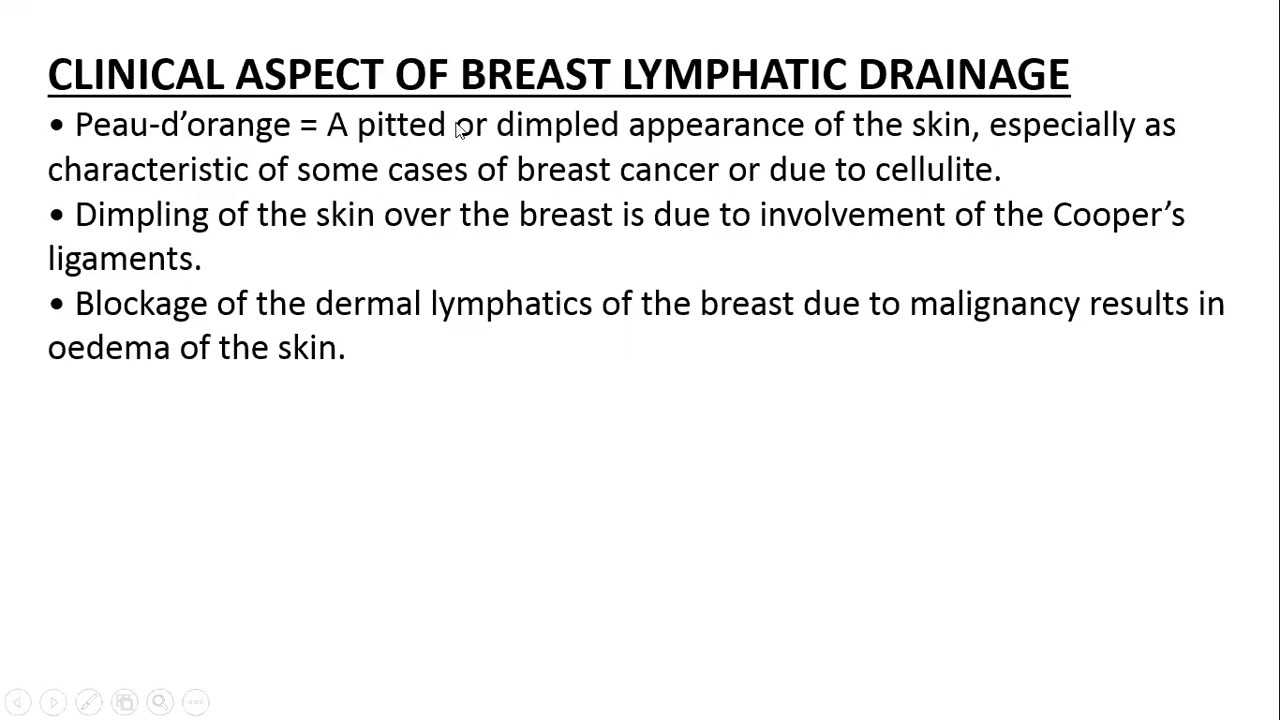 CLINICAL ASPECT OF BREAST LYMPHATIC DRAINAGE
• Peau-d’orange = A pitted or dimpled appearance of the skin, especially as
characteristic of some cases of breast cancer or due to cellulite.
• Dimpling of the skin over the breast is due to involvement of the Cooper’s
ligaments.
• Blockage of the dermal lymphatics of the breast due to malignancy results in
oedema of the skin.